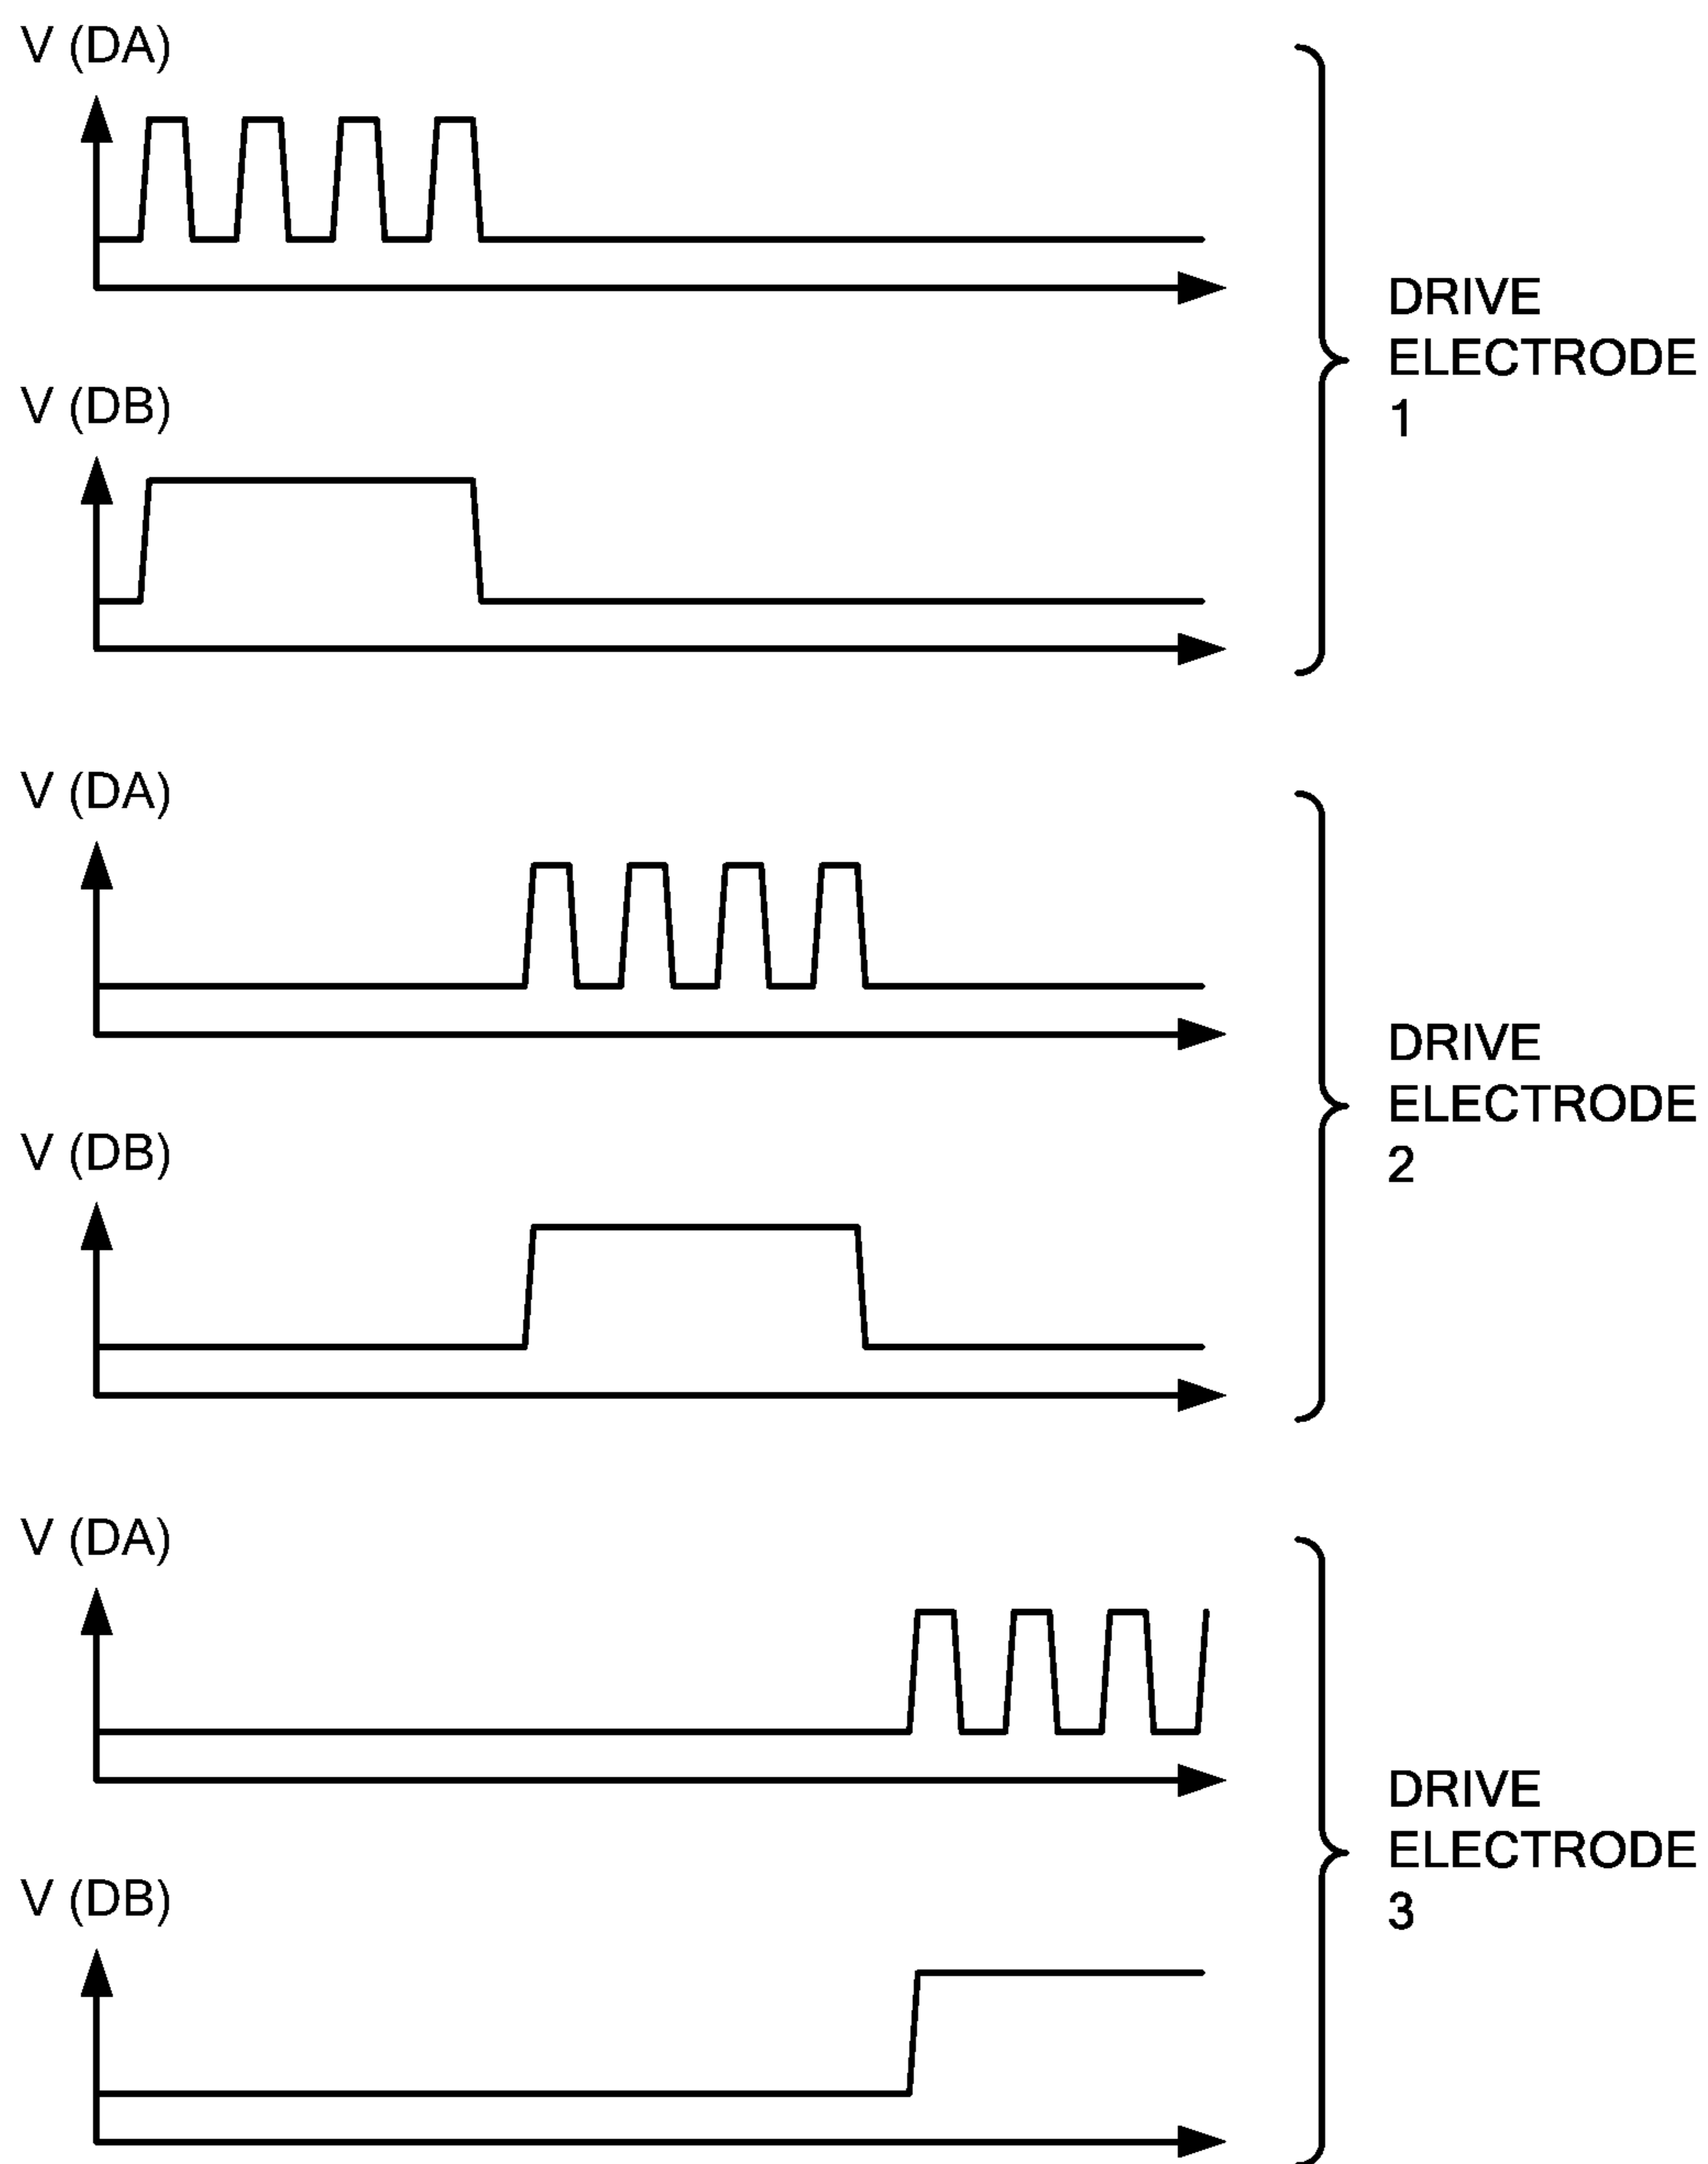 V (DA)
DRIVE
ELECTRODE
1
V (DB)
V (DA)
DRIVE
ELECTRODE
2
V (DB)
V (DA)
DRIVE
ELECTRODE
3
V (DB)